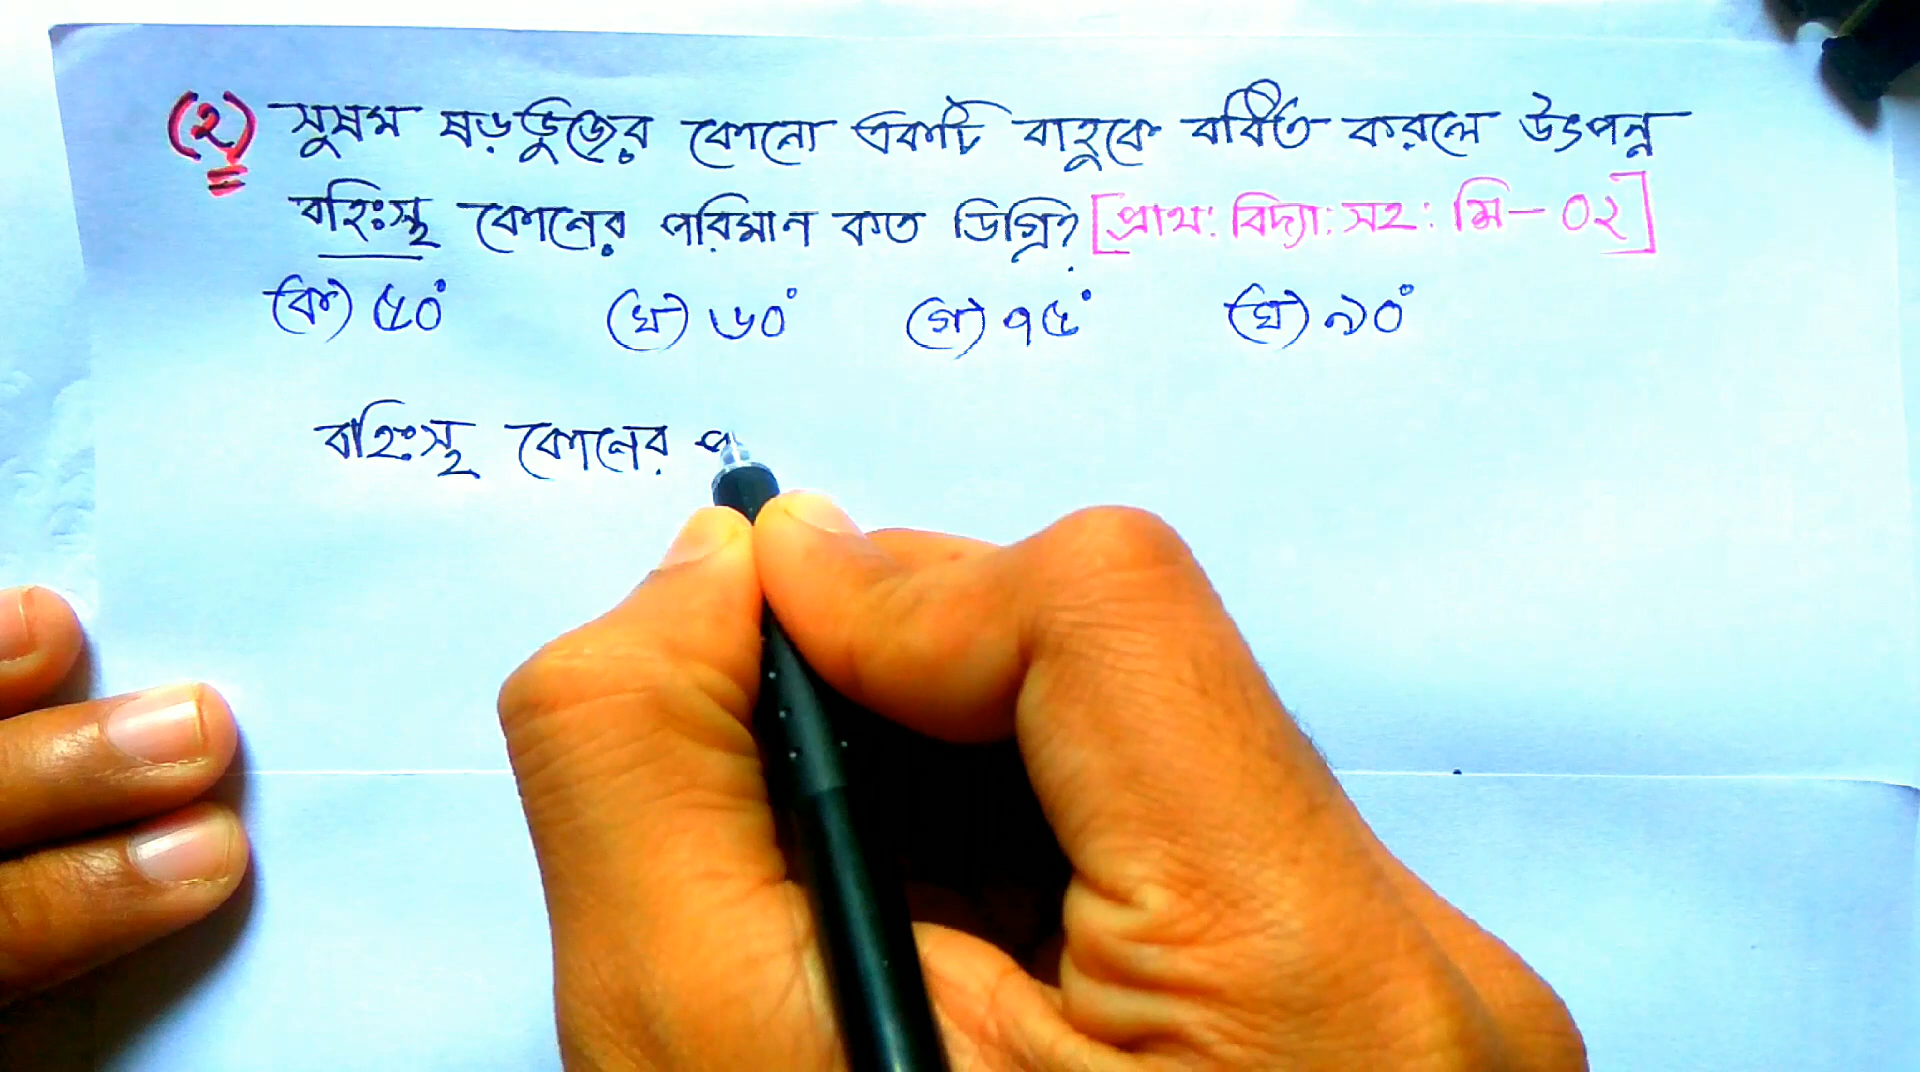 (২) সুষম ষড়ভুজের কোনো একটি বাহুকে বর্ধিত করলে উৎপন্ন
বহিঃস্থ কোনের পরিমান কত ডিগ্রি? [প্রাথ: বিদ্যা: সহ: মি-০২]
(ক) ৫০° (খ) ৬০° (গ) ৭৫° (ঘ) ৯০°
বহিঃস্থ কোনের প